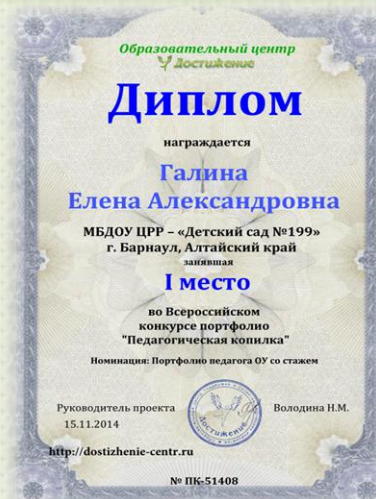 Образовательный центр
Достижение
Диплом
награждается
Галина
Елена Александровна
МБДОУ ЦРР – «Детский сад №199»
г. Барнаул, Алтайский край
занявшая
I место
во Всероссийском
конкурсе портфолио
"Педагогическая копилка"
Номинация: Портфолио педагога ОУ со стажем
Руководитель проекта Володина Н.М.
15.11.2014
Достижение
http://dostizhenie-centr.ru
№ ПК-51408